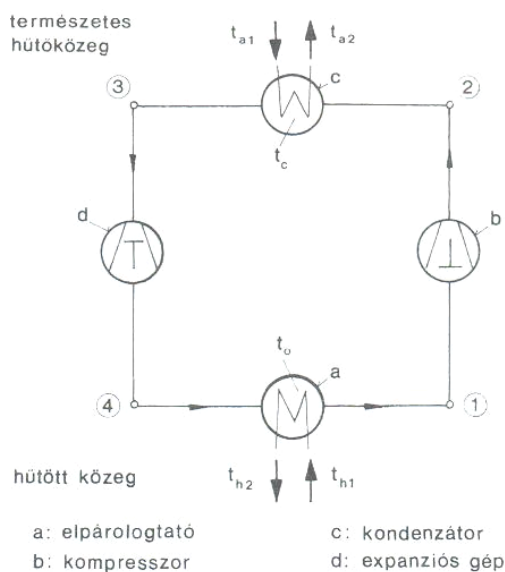 természetes
hűtőközeg
t_a1
t_a2
c
③
②
t_c
d
b
t_o
a
④
①
hűtött közeg
t_h2
t_h1
a: elpárologtató
c: kondenzátor
b: kompresszor
d: expanziós gép